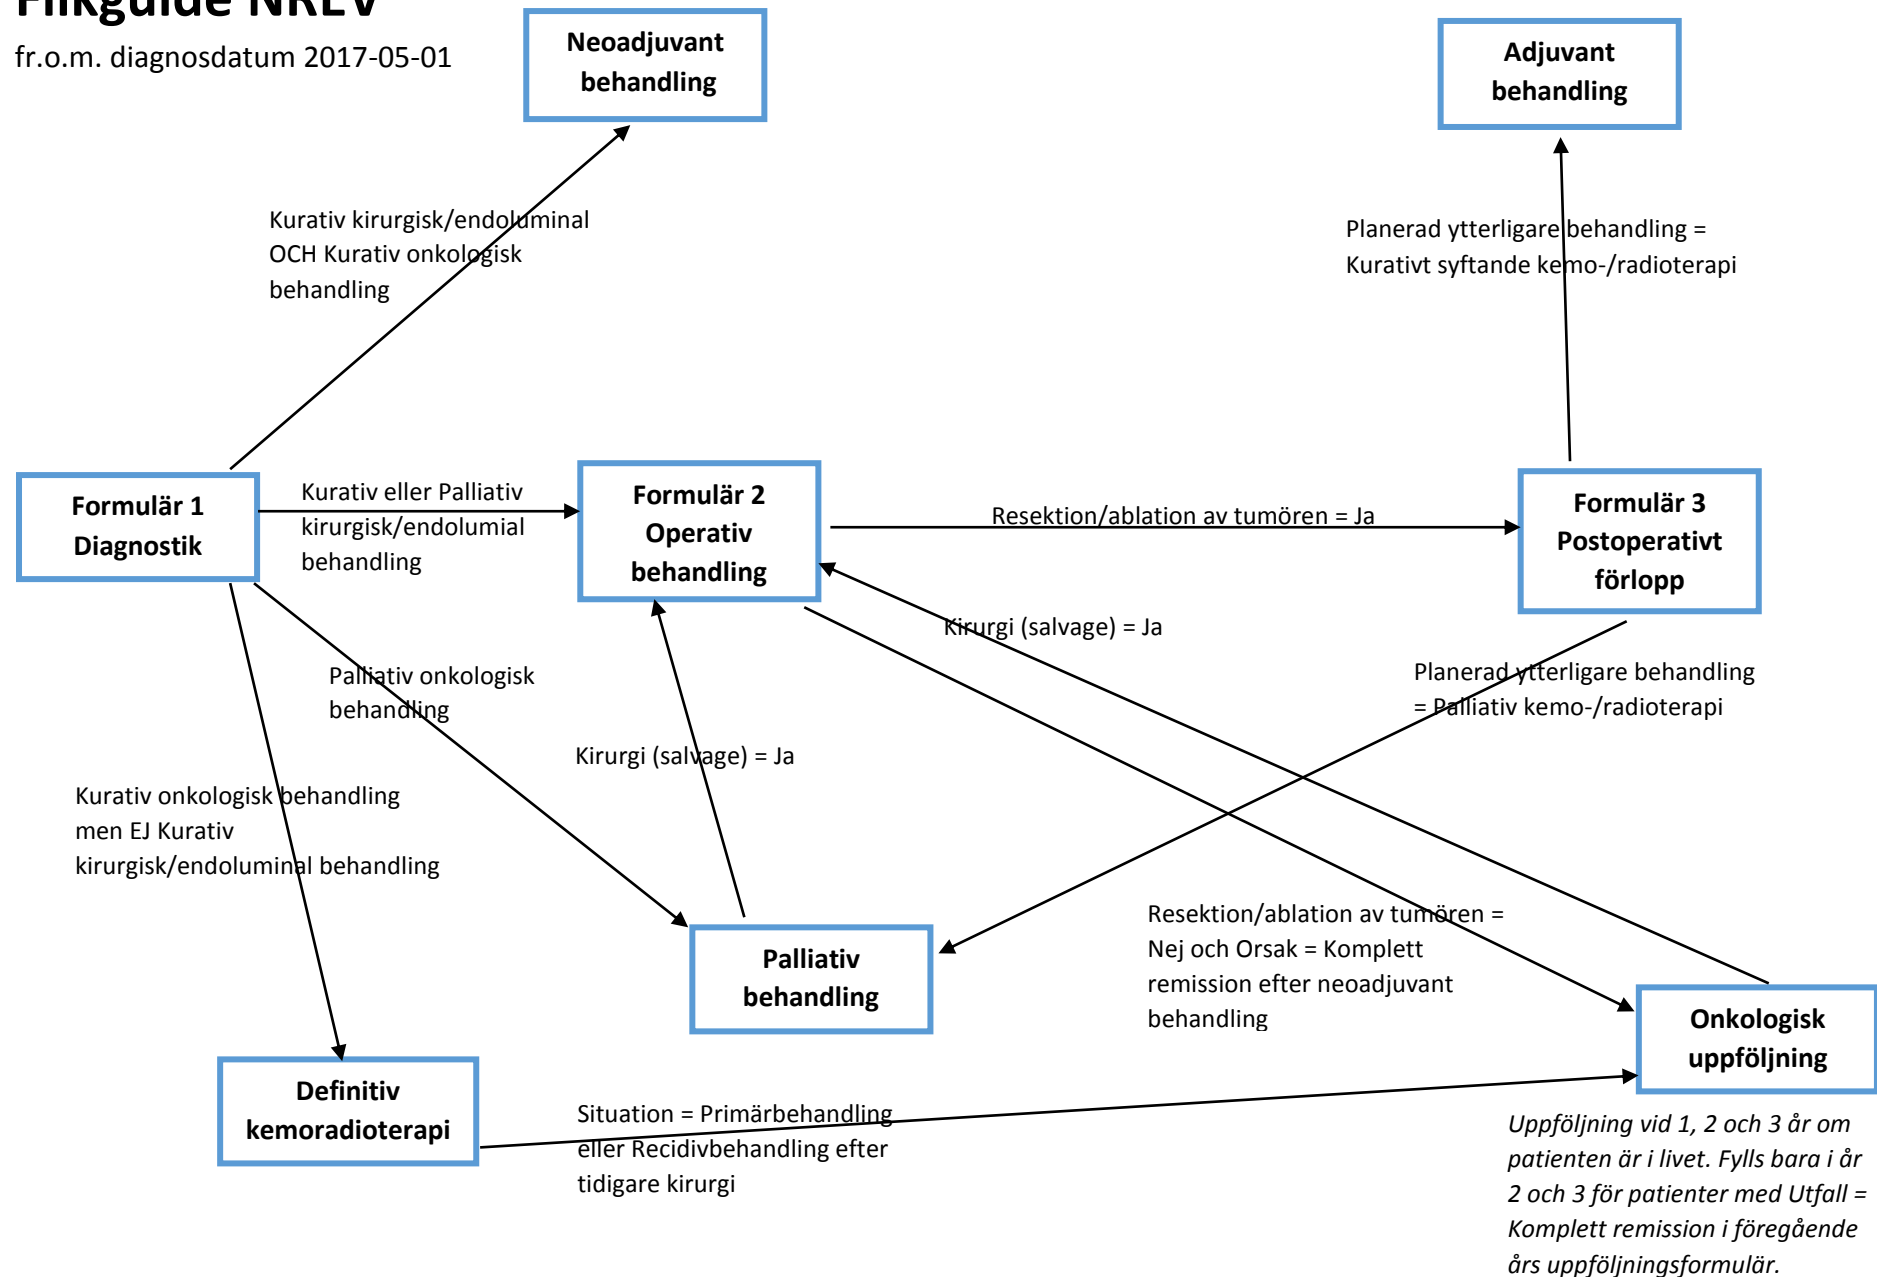 Flikguide NREV
fr.o.m. diagnosdatum 2017-05-01
Neoadjuvant
behandling
Adjuvant
behandling
Kurativ kirurgisk/endoluminal
OCH Kurativ onkologisk
behandling
Planerad ytterligare behandling =
Kurativt syftande kemo-/radioterapi
Formulär 1
Diagnostik
Kurativ eller Palliativ
kirurgisk/endolumial
behandling
Formulär 2
Operativ
behandling
Resektion/ablation av tumören = Ja
Formulär 3
Postoperativt
förlopp
Kirurgi (salvage) = Ja
Palliativ onkologisk
behandling
Planerad ytterligare behandling
= Palliativ kemo-/radioterapi
Kirurgi (salvage) = Ja
Kurativ onkologisk behandling
men EJ Kurativ
kirurgisk/endoluminal behandling
Palliativ
behandling
Resektion/ablation av tumören =
Nej och Orsak = Komplett
remission efter neoadjuvant
behandling
Onkologisk
uppföljning
Definitiv
kemoradioterapi
Situation = Primärbehandling
eller Recidivbehandling efter
tidigare kirurgi
Uppföljning vid 1, 2 och 3 år om
patienten är i livet. Fylls bara i år
2 och 3 för patienter med Utfall =
Komplett remission i föregående
års uppföljningsformulär.